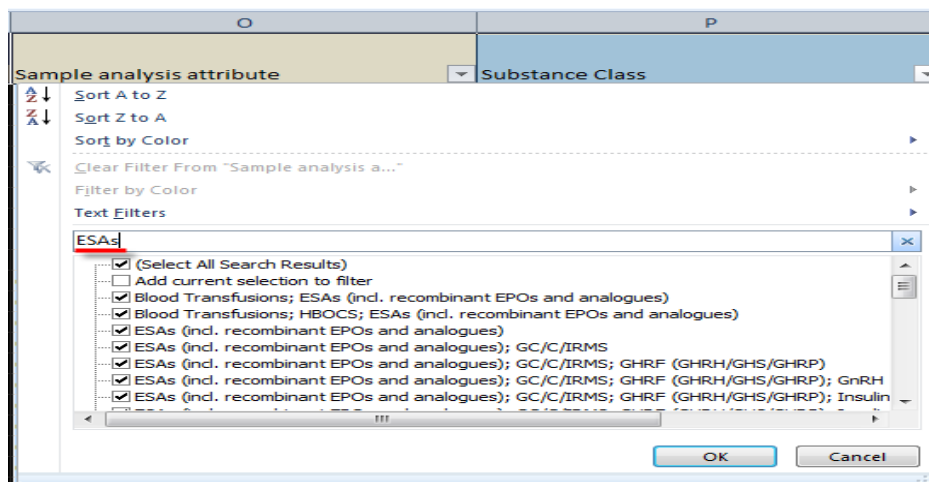 O P
Sample analysis attribute Substance Class
Sort A to Z
Sort Z to A
Sort by Color
Clear Filter From "Sample analysis a..."
Filter by Color
Text Filters
ESAs
(Select All Search Results)
Add current selection to filter
Blood Transfusions; ESAs (incl. recombinant EPOs and analogues)
Blood Transfusions; HBOCS; ESAs (incl. recombinant EPOs and analogues)
ESAs (incl. recombinant EPOs and analogues)
ESAs (incl. recombinant EPOs and analogues); GC/C/IRMS
ESAs (incl. recombinant EPOs and analogues); GC/C/IRMS; GHRF (GHRH/GHS/GHRP)
ESAs (incl. recombinant EPOs and analogues); GC/C/IRMS; GHRF (GHRH/GHS/GHRP); GnRH
ESAs (incl. recombinant EPOs and analogues); GC/C/IRMS; GHRF (GHRH/GHS/GHRP); Insulin
OK Cancel